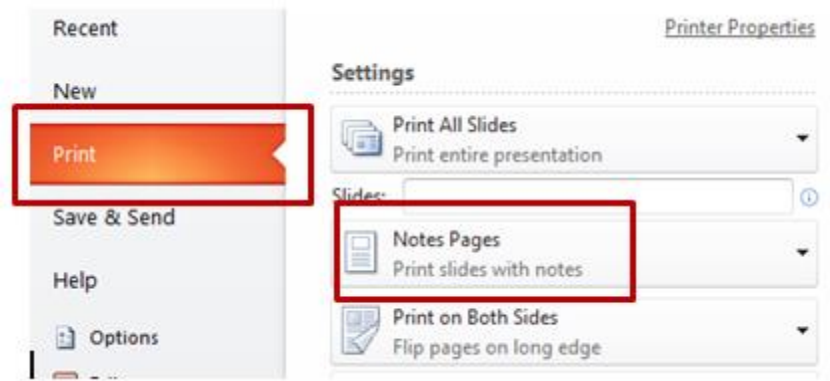 Recent
New
Print
Save & Send
Help
Options
Printer Properties
Settings
Print All Slides
Print entire presentation
Slides:
Notes Pages
Print slides with notes
Print on Both Sides
Flip pages on long edge